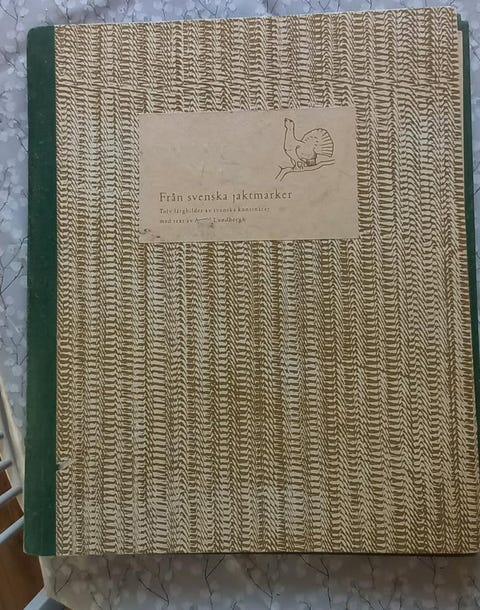 Från svenska jaktmarker
Tolv färgbilder av svenska konstnärer
med text av Lundbergh